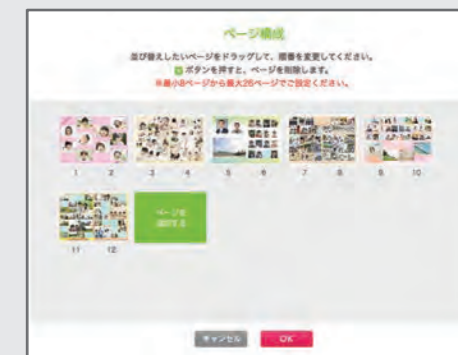 ページ構成
並び替えしたいページをドラッグして、順番を変更してください。
ボタンを押すと、ページを削除します。
※最小8ページから最大26ページでご設定ください。
1 2 3 4 5 6 7 8 9 10
ページを
追加する
11 12
キャンセル OK